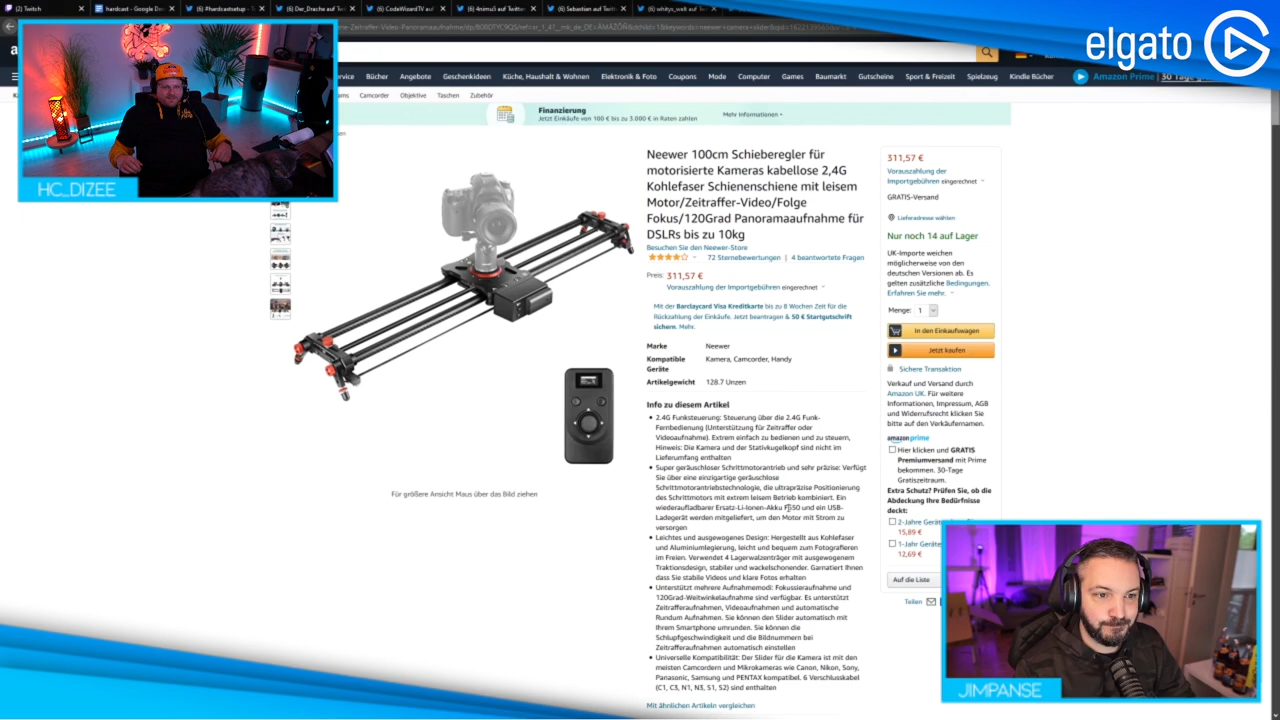 (2) Twitch
hardcast - Google Doc
(6) Phardcastsetup - T
(6) Der_Drache auf Twit
(6) CodeWizardTV auf
(6) 4nimu5 auf Twitter
(6) Sebastian auf Twitt
(6) whitys_welt auf Twit
elgato
ervice Bücher Angebote Geschenkideen Küche, Haushalt & Wohnen Elektronik & Foto Coupons Mode Computer Games Baumarkt Gutscheine Sport & Freizeit Spielzeug Kindle Bücher
Amazon Prime | 30 Tage
Camcorder Objektive Taschen Zubehör
Finanzierung
Jetzt Einkäufe von 100 € bis zu 3.000 € in Raten zahlen
Mehr Informationen
HC_DIZEE
Neewer 100cm Schieberegler für
motorisierte Kameras kabellose 2,4G
Kohlefaser Schienenschiene mit leisem
Motor/Zeitraffer-Video/Folge
Fokus/120Grad Panoramaaufnahme für
DSLRs bis zu 10kg
Besuchen Sie den Neewer-Store
72 Sternebewertungen | 4 beantwortete Fragen
Preis: 311,57 €
Vorauszahlung der Importgebühren eingerechnet
Mit der Barclaycard Visa Kreditkarte bis zu 8 Wochen Zeit für die
Rückzahlung der Einkäufe. Jetzt beantragen & 50 € Startgutschrift
sichern. Mehr.
Marke Neewer
Kompatible Kamera, Camcorder, Handy
Geräte
Artikelgewicht 128.7 Unzen
Info zu diesem Artikel
• 2.4G Funksteuerung: Steuerung über die 2.4G Funk-
Fernbedienung (Unterstützung für Zeitraffer oder
Videoaufnahme). Extrem einfach zu bedienen und zu steuern,
Hinweis: Die Kamera und der Stativkugelkopf sind nicht im
Lieferumfang enthalten
• Super geräuschloser Schrittmotorantrieb und sehr präzise: Verfügt
Sie über eine einzigartige geräuschlose
Schrittmotorantriebstechnologie, die ultrapräzise Positionierung
des Schrittmotors mit extrem leisem Betrieb kombiniert. Ein
wiederaufladbarer Ersatz-Li-Ionen-Akku F550 und ein USB-
Ladegerät werden mitgeliefert, um den Motor mit Strom zu
versorgen
• Leichtes und ausgewogenes Design: Hergestellt aus Kohlefaser
und Aluminiumlegierung, leicht und bequem zum Fotografieren
im Freien. Verwendet 4 Lagerwalzenträger mit ausgewogenem
Traktionsdesign, stabiler und wackelschonender. Garnatiert Ihnen
dass Sie stabile Videos und klare Fotos erhalten
• Unterstützt mehrere Aufnahmemodi: Fokussieraufnahme und
120Grad-Weitwinkelaufnahme sind verfügbar. Es unterstützt
Zeitrafferaufnahmen, Videoaufnahmen und automatische
Rundum Aufnahmen. Sie können den Slider automatisch mit
Ihrem Smartphone umrunden. Sie können die
Schlupfgeschwindigkeit und die Bildnummern bei
Zeitrafferaufnahmen automatisch einstellen
• Universelle Kompatibilität: Der Slider für die Kamera ist mit den
meisten Camcordern und Mikrokameras wie Canon, Nikon, Sony,
Panasonic, Samsung und PENTAX kompatibel. 6 Verschlusskabel
(C1, C3, N1, N3, S1, S2) sind enthalten
Mit ähnlichen Artikeln vergleichen
Für größere Ansicht Maus über das Bild ziehen
311,57 €
Vorauszahlung der
Importgebühren eingerechnet
GRATIS-Versand
Lieferadresse wählen
Nur noch 14 auf Lager
UK-Importe weichen
möglicherweise von den
deutschen Versionen ab. Es
gelten zusätzliche Bedingungen.
Erfahren Sie mehr.
Menge: 1
In den Einkaufswagen
Jetzt kaufen
Sichere Transaktion
Verkauf und Versand durch
Amazon UK. Für weitere
Informationen, Impressum, AGB
und Widerrufsrecht klicken Sie
bitte auf den Verkäufernamen.
amazon prime
Hier klicken und GRATIS
Premiumversand mit Prime
bekommen. 30-Tage
Gratiszeitraum.
Extra Schutz? Prüfen Sie, ob die
Abdeckung Ihre Bedürfnisse
deckt:
2-Jahre Gerät
15,89 €
1-Jahr Geräte
12,69 €
Auf die Liste
Teilen
JIMPANSE